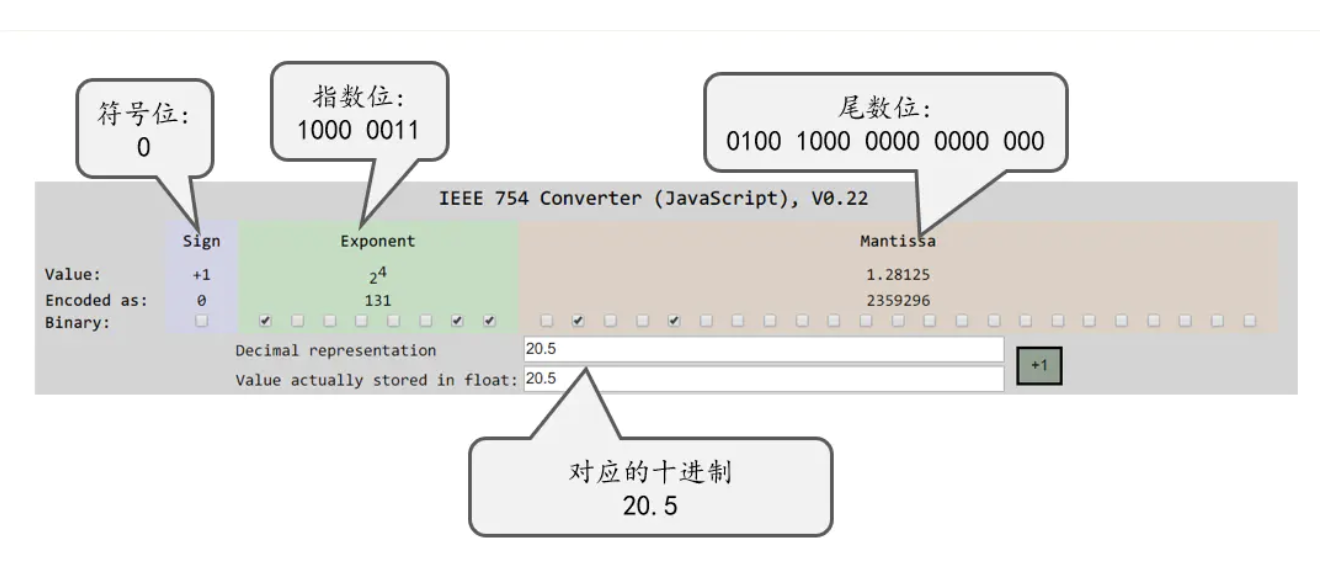 符号位:
0
指数位:
1000 0011
尾数位:
0100 1000 0000 0000 000
IEEE 754 Converter (JavaScript), V0.22
Sign Exponent Mantissa
Value: +1 2⁴ 1.28125
Encoded as: 0 131 2359296
Binary:
Decimal representation 20.5
Value actually stored in float: 20.5
+1
对应的十进制
20.5